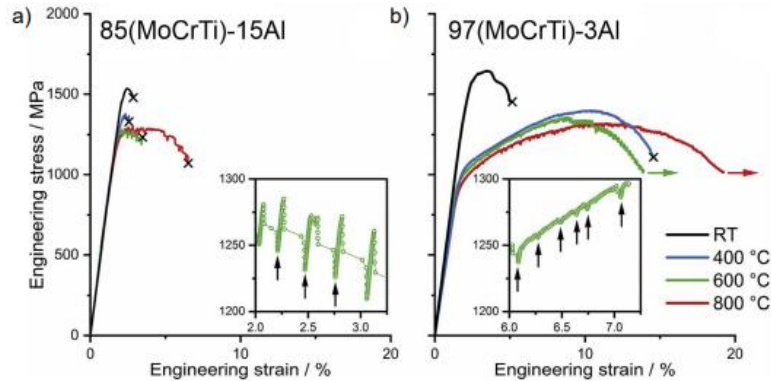 a)
85(MoCrTi)-15Al
b)
97(MoCrTi)-3Al
Engineering stress / MPa
1500
1000
500
0
1300
1250
1200
2.0 2.5 3.0
0 10 20
Engineering strain / %
1300
1250
1200
6.0 6.5 7.0
RT
400 °C
600 °C
800 °C
0 10 20
Engineering strain / %